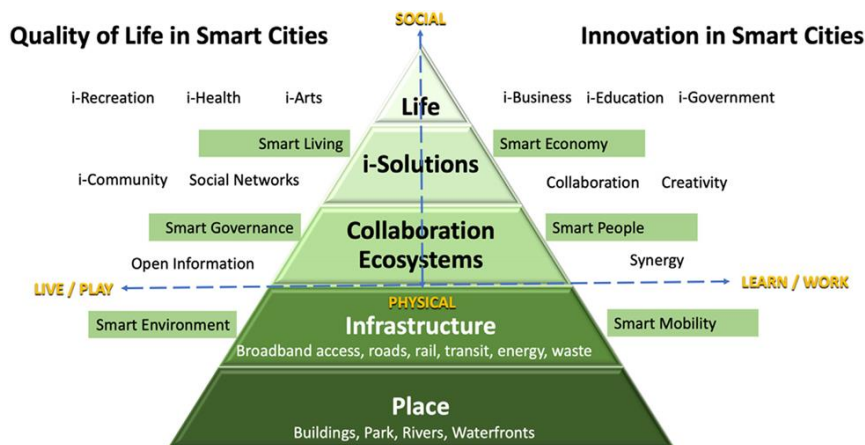 SOCIAL
Quality of Life in Smart Cities
Innovation in Smart Cities
i-Recreation
i-Health
i-Arts
Life
i-Business
i-Education
i-Government
Smart Living
Smart Economy
i-Solutions
i-Community
Social Networks
Collaboration
Creativity
Smart Governance
Smart People
Collaboration
Ecosystems
Open Information
Synergy
LIVE / PLAY
LEARN / WORK
PHYSICAL
Smart Environment
Infrastructure
Smart Mobility
Broadband access, roads, rail, transit, energy, waste
Place
Buildings, Park, Rivers, Waterfronts